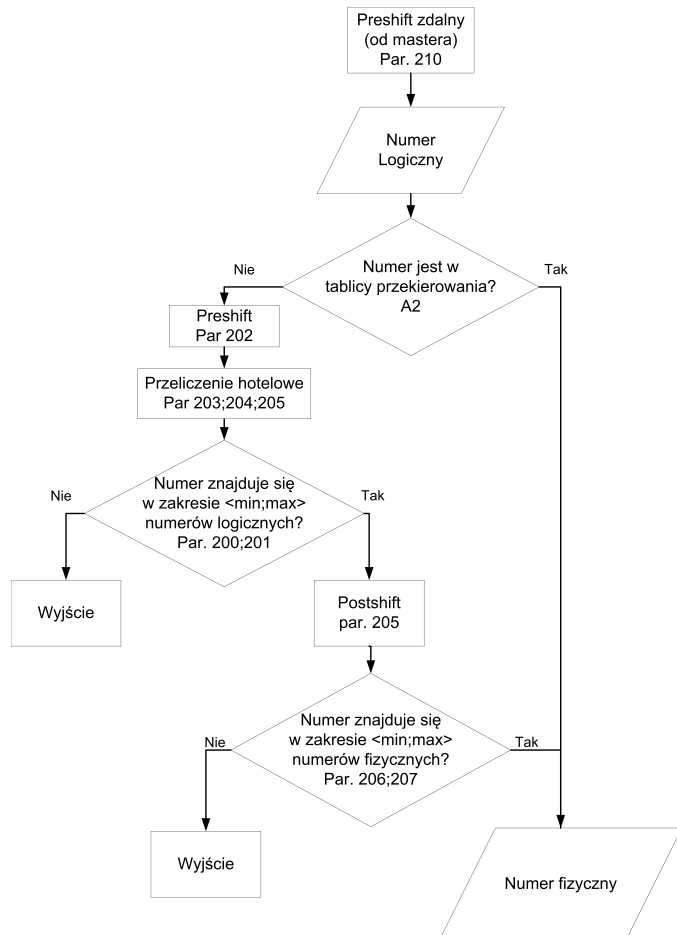 Preshift zdalny
(od mastera)
Par. 210
Numer
Logiczny
Numer jest w
tablicy przekierowania?
A2
Nie
Tak
Preshift
Par 202
Przeliczenie hotelowe
Par 203;204;205
Numer znajduje się
w zakresie <min;max>
numerów logicznych?
Par. 200;201
Nie
Tak
Wyjście
Postshift
par. 205
Numer znajduje się
w zakresie <min;max>
numerów fizycznych?
Par. 206;207
Nie
Tak
Wyjście
Numer fizyczny